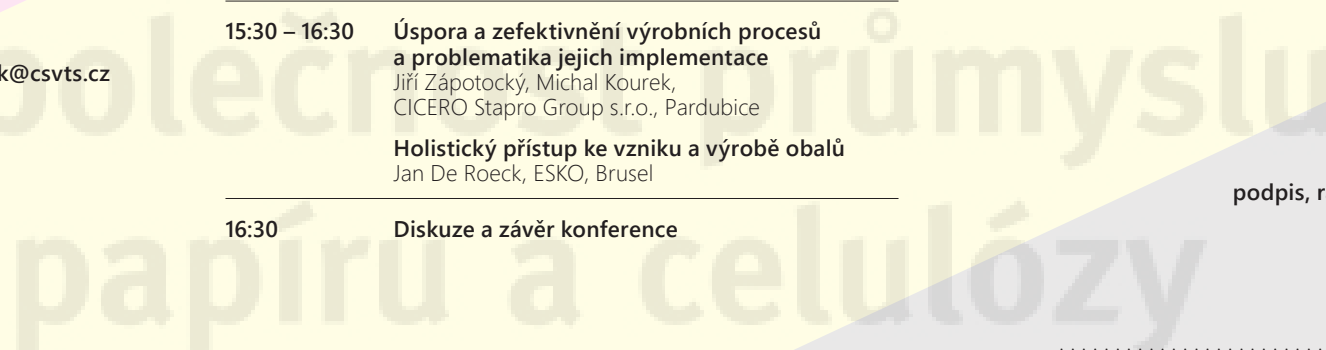 k@csvts.cz
15:30 – 16:30 Úspora a zefektivnění výrobních procesů
a problematika jejich implementace
Jiří Zápotocký, Michal Kourek,
CICERO Stapro Group s.r.o., Pardubice
Holistický přístup ke vzniku a výrobě obalů
Jan De Roeck, ESKO, Brusel
16:30 Diskuze a závěr konference
podpis, r
polečnost průmyslu
papíru a celulózy